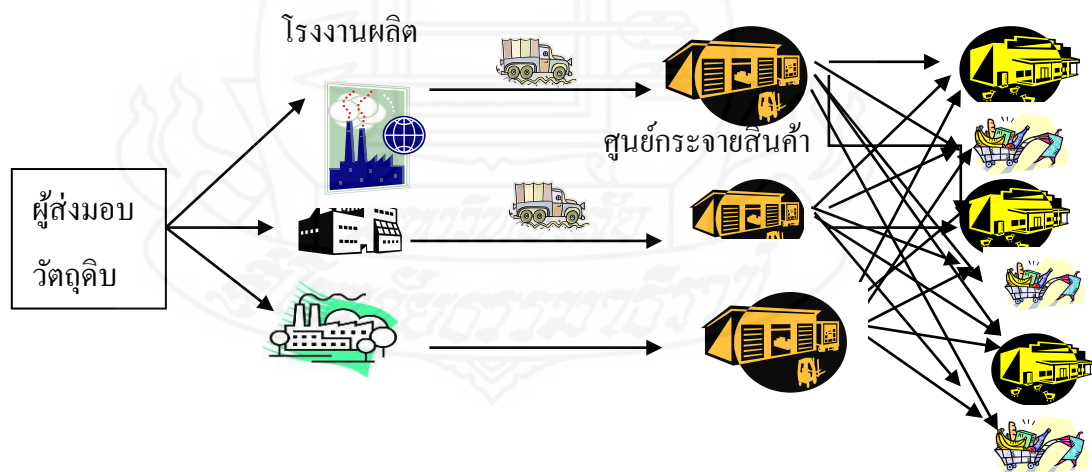 โรงงานผลิต
ศูนย์กระจายสินค้า
ผู้ส่งมอบ
วัตถุดิบ